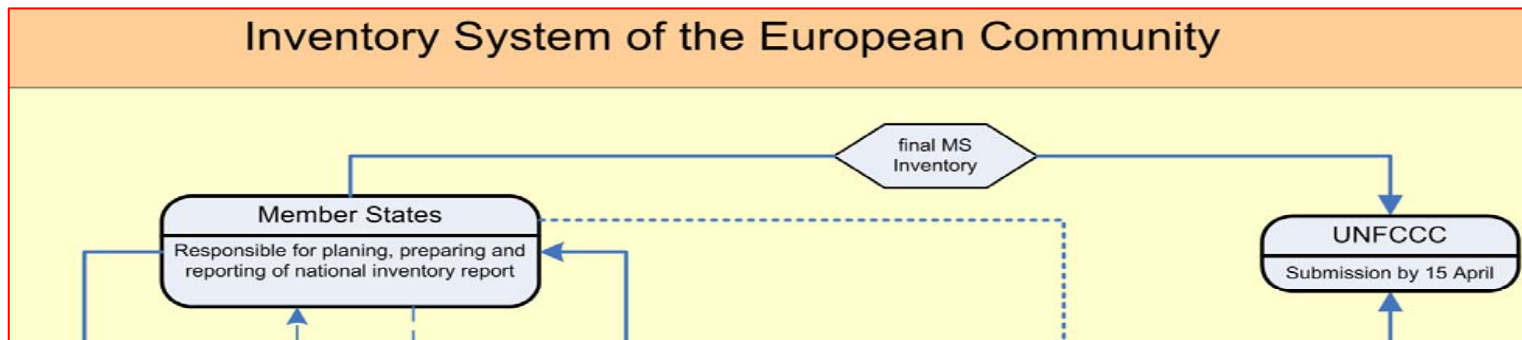 Inventory System of the European Community
final MS
Inventory
Member States
Responsible for planing, preparing and
reporting of national inventory report
UNFCCC
Submission by 15 April